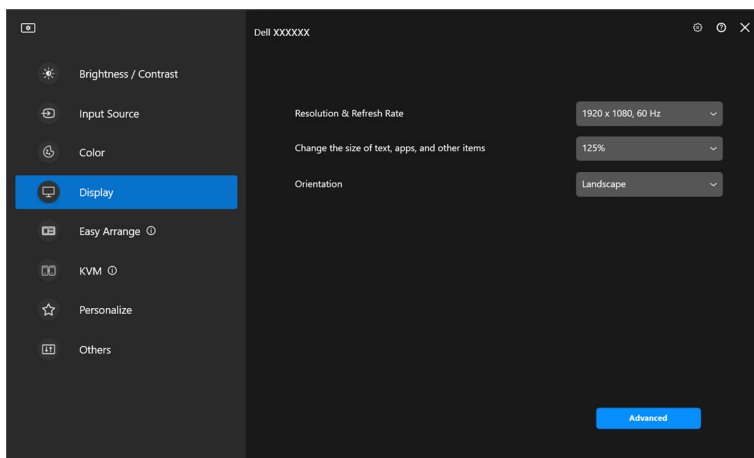 Dell XXXXXX
Brightness / Contrast
Input Source
Color
Display
Easy Arrange
KVM
Personalize
Others
Resolution & Refresh Rate
1920 x 1080, 60 Hz
Change the size of text, apps, and other items
125%
Orientation
Landscape
Advanced